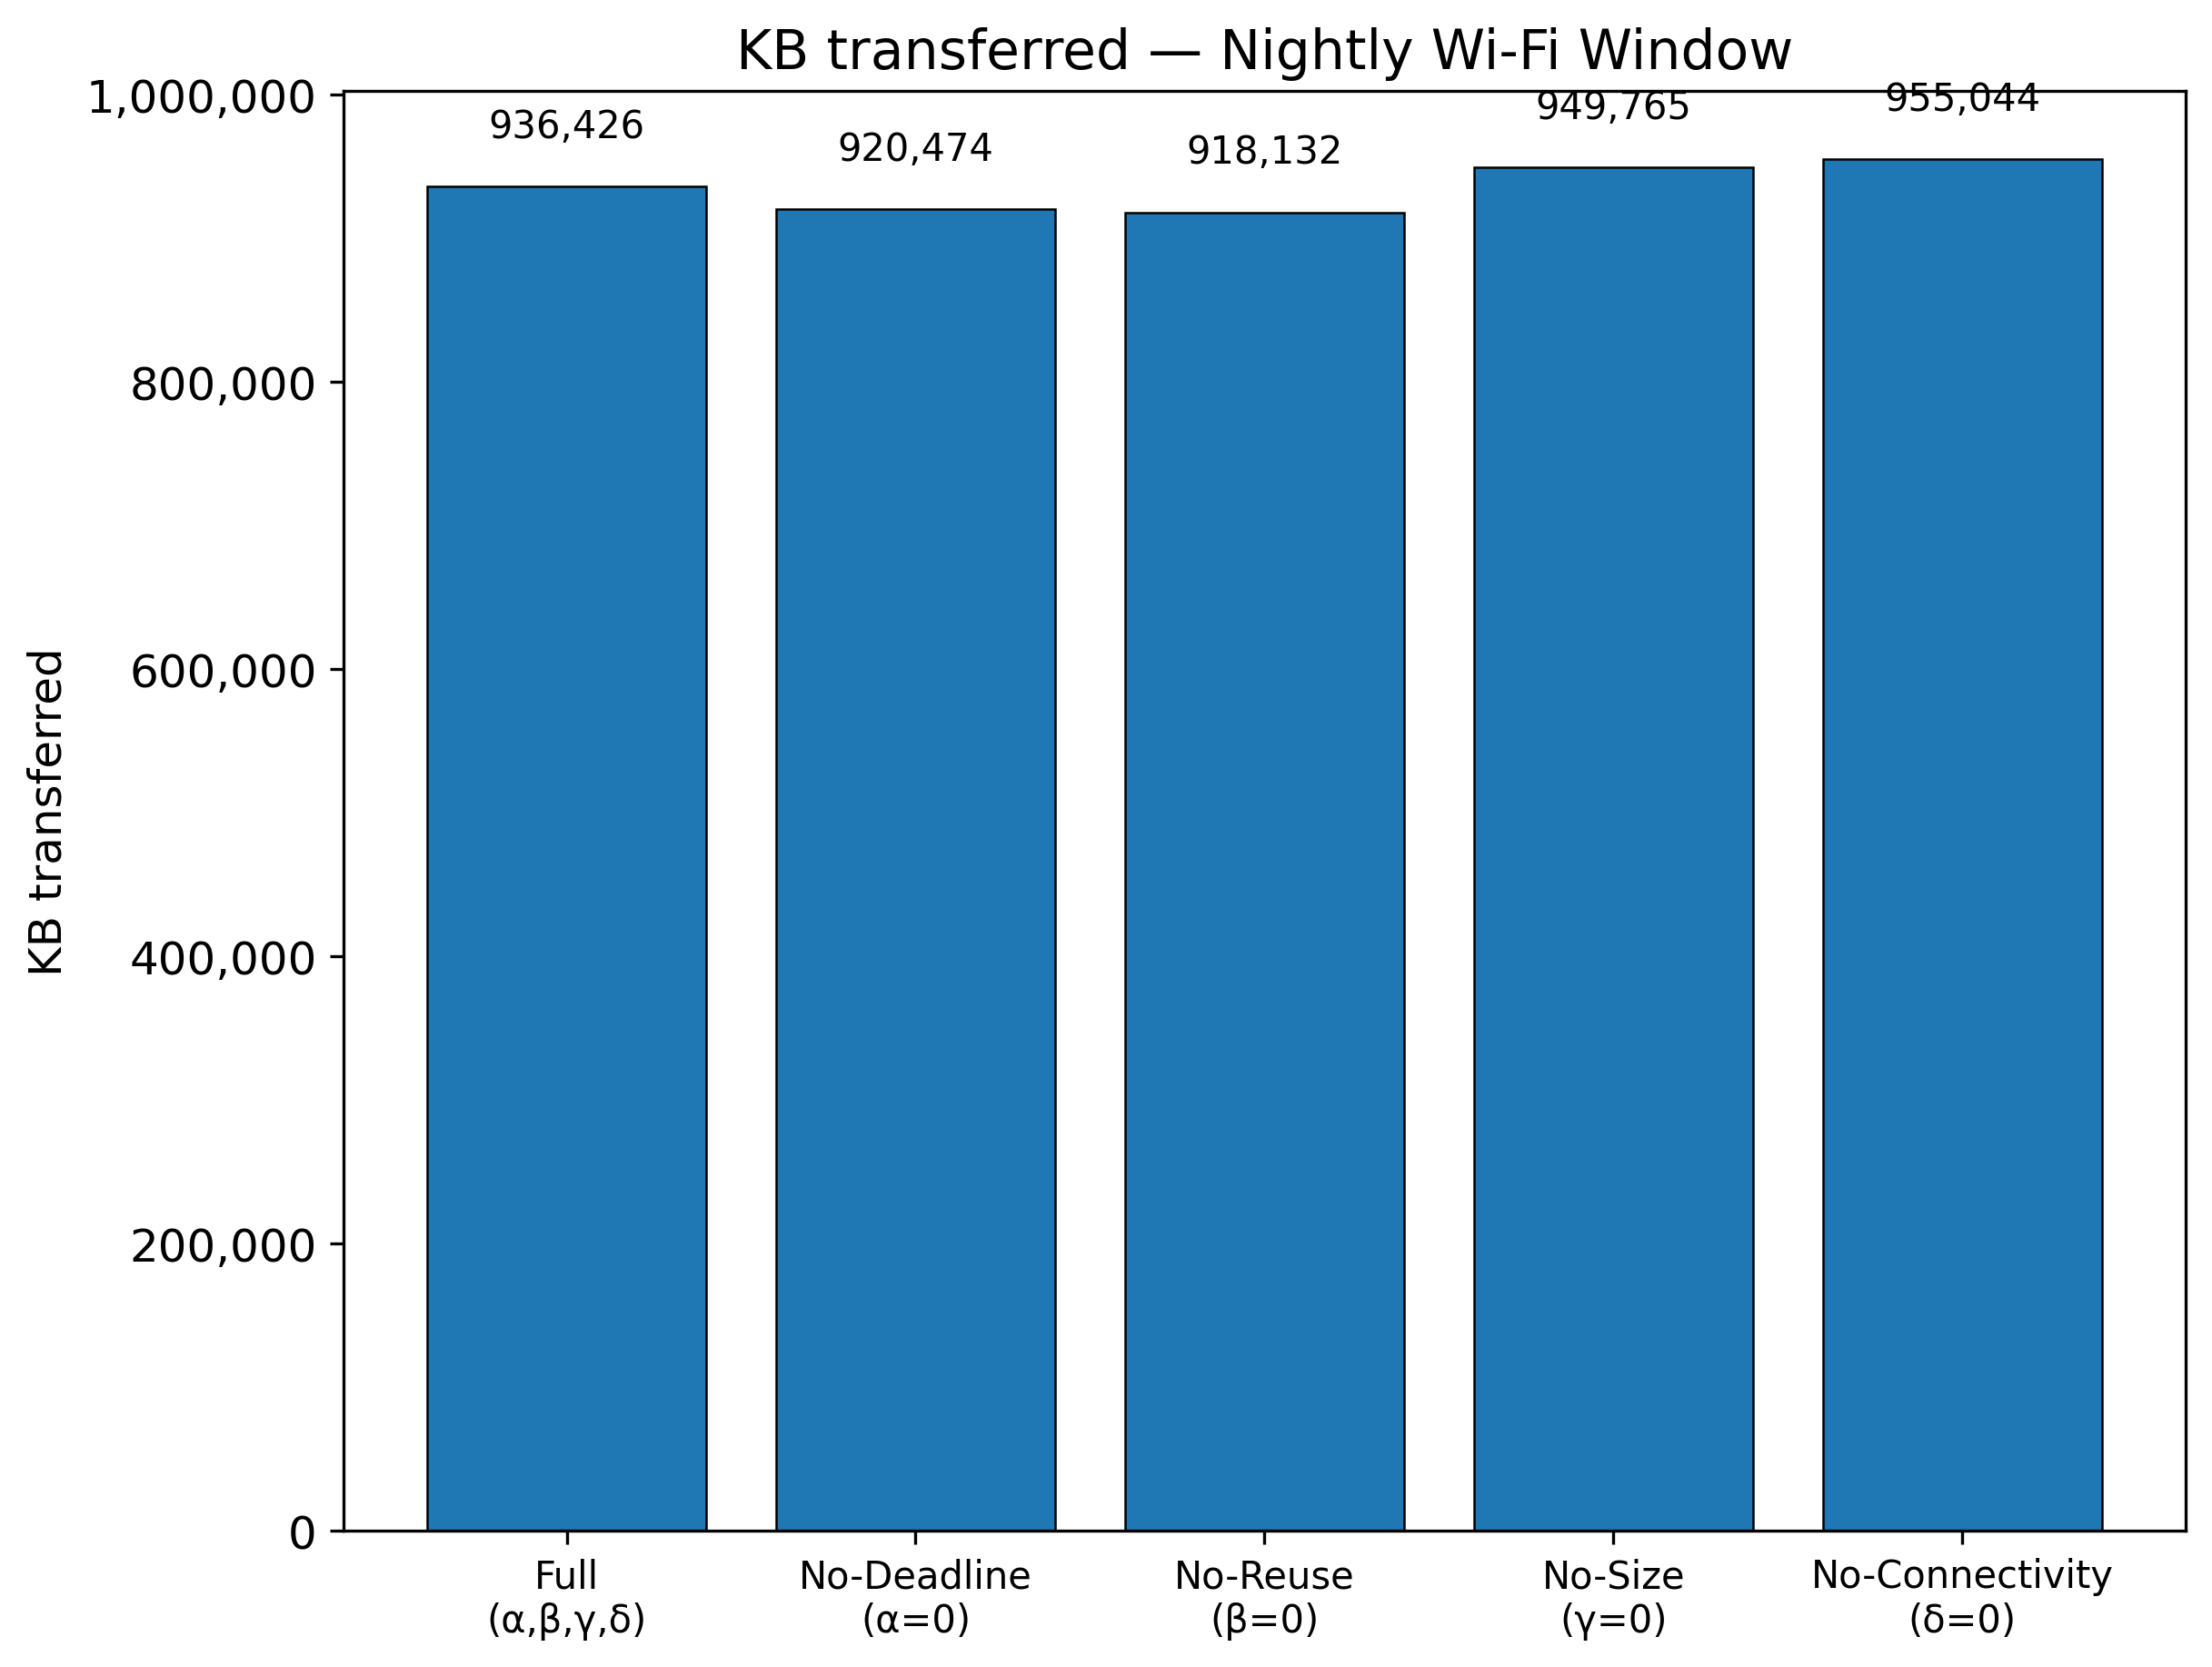 KB transferred — Nightly Wi-Fi Window
KB transferred
1,000,000
800,000
600,000
400,000
200,000
0
936,426
920,474
918,132
949,765
955,044
Full
(α,β,γ,δ)
No-Deadline
(α=0)
No-Reuse
(β=0)
No-Size
(γ=0)
No-Connectivity
(δ=0)